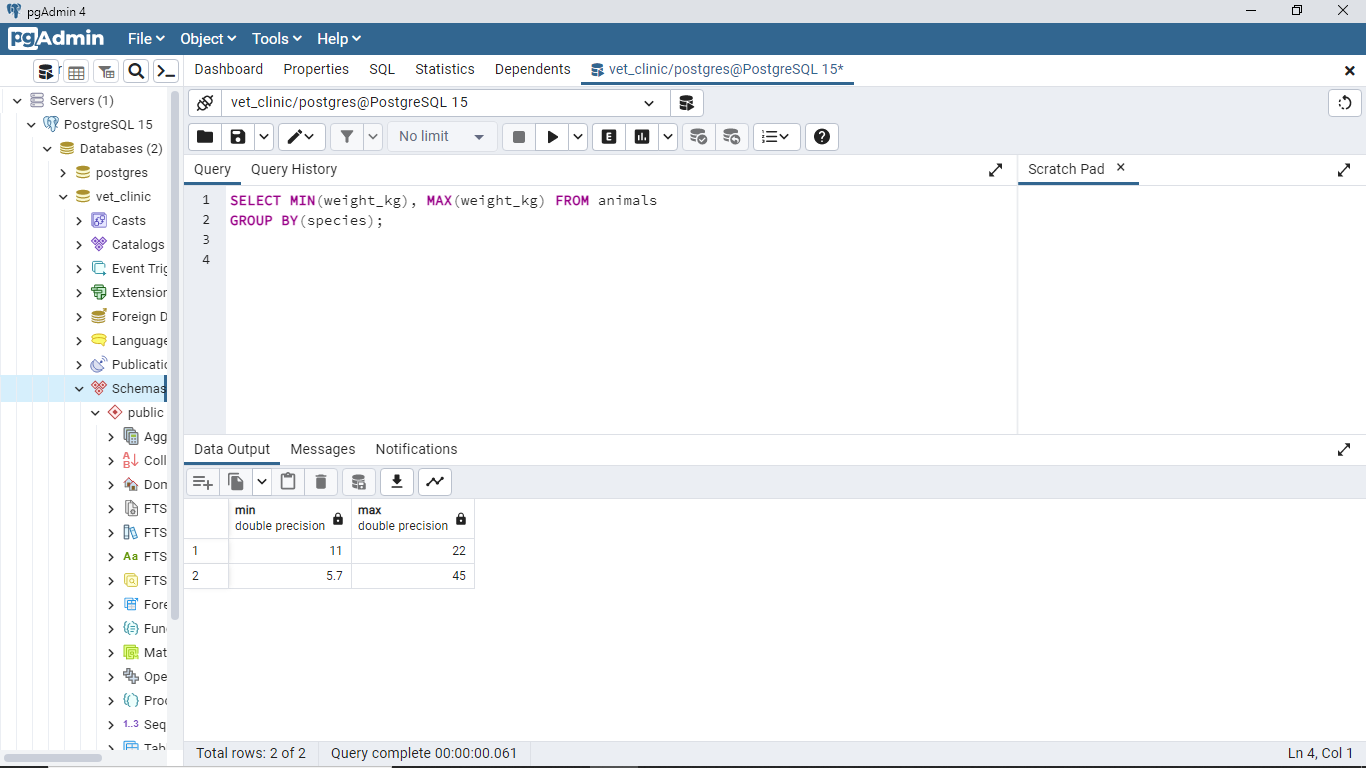 pgAdmin 4
pgAdmin File Object Tools Help
Dashboard Properties SQL Statistics Dependencies Dependents vet_clinic/postgres@PostgreSQL 15*
Servers (1)
PostgreSQL 15
Databases (2)
postgres
vet_clinic
Casts
Catalogs
Event Trig
Extension
Foreign D
Language
Publicatio
Schemas
public
Agg
Coll
Dom
FTS
FTS
Aa FTS
FTS
Fore
Fun
Mat
Ope
Proc
1..3 Seq
Tab
vet_clinic/postgres@PostgreSQL 15
No limit
E
Query Query History
Scratch Pad
1 SELECT MIN(weight_kg), MAX(weight_kg) FROM animals
2 GROUP BY(species);
3
4
Data Output Messages Notifications
min max
double precision double precision
1 11 22
2 5.7 45
Total rows: 2 of 2 Query complete 00:00:00.061 Ln 4, Col 1